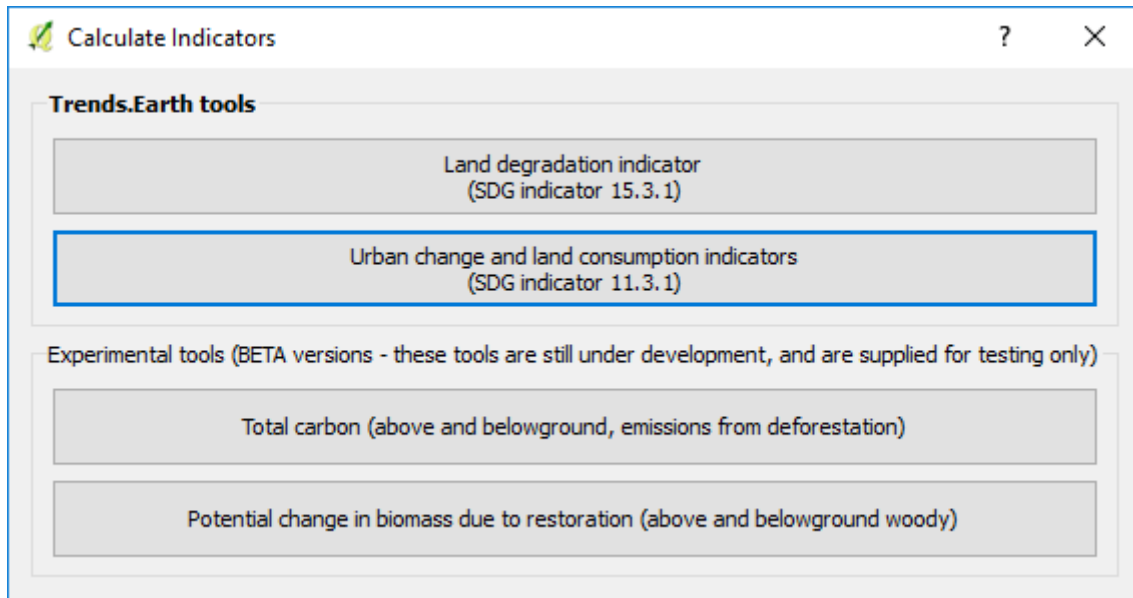 Calculate Indicators ?
Trends.Earth tools
Land degradation indicator
(SDG indicator 15.3.1)
Urban change and land consumption indicators
(SDG indicator 11.3.1)
Experimental tools (BETA versions - these tools are still under development, and are supplied for testing only)
Total carbon (above and belowground, emissions from deforestation)
Potential change in biomass due to restoration (above and belowground woody)